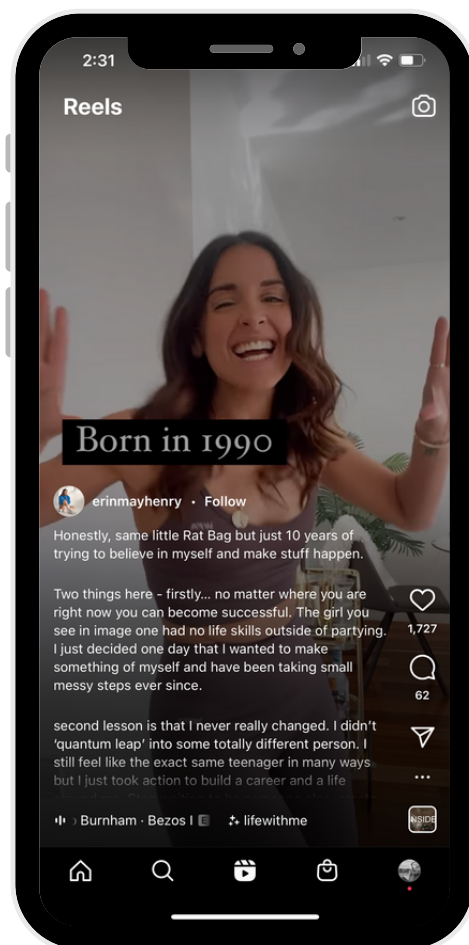 2:31
Reels
Born in 1990
erinmayhenry • Follow
Honestly, same little Rat Bag but just 10 years of
trying to believe in myself and make stuff happen.
Two things here - firstly... no matter where you are
right now you can become successful. The girl you
see in image one had no life skills outside of partying.
I just decided one day that I wanted to make
something of myself and have been taking small
messy steps ever since.
second lesson is that I never really changed. I didn't
'quantum leap' into some totally different person. I
still feel like the exact same teenager in many ways
but I just took action to build a career and a life
1,727
62
Burnham · Bezos I E
lifewithme
INSIDE